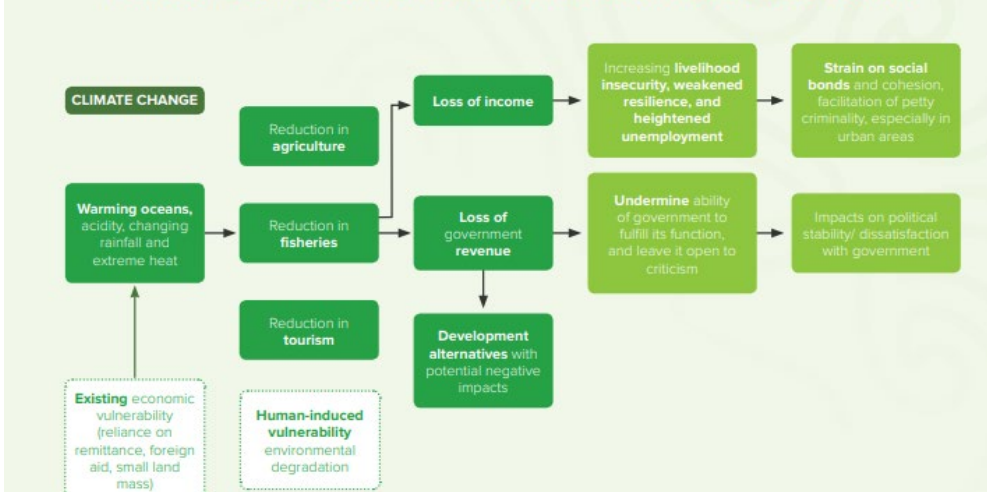 CLIMATE CHANGE
Warming oceans,
acidity, changing
rainfall and
extreme heat
Existing economic
vulnerability
(reliance on
remittance, foreign
aid, small land
mass)
Reduction in
agriculture
Reduction in
fisheries
Reduction in
tourism
Human-induced
vulnerability
environmental
degradation
Loss of income
Loss of
government
revenue
Development
alternatives with
potential negative
impacts
Increasing livelihood
insecurity, weakened
resilience, and
heightened
unemployment
Undermine ability
of government to
fulfill its function,
and leave it open to
criticism
Strain on social
bonds and cohesion,
facilitation of petty
criminality, especially in
urban areas
Impacts on political
stability/ dissatisfaction
with government